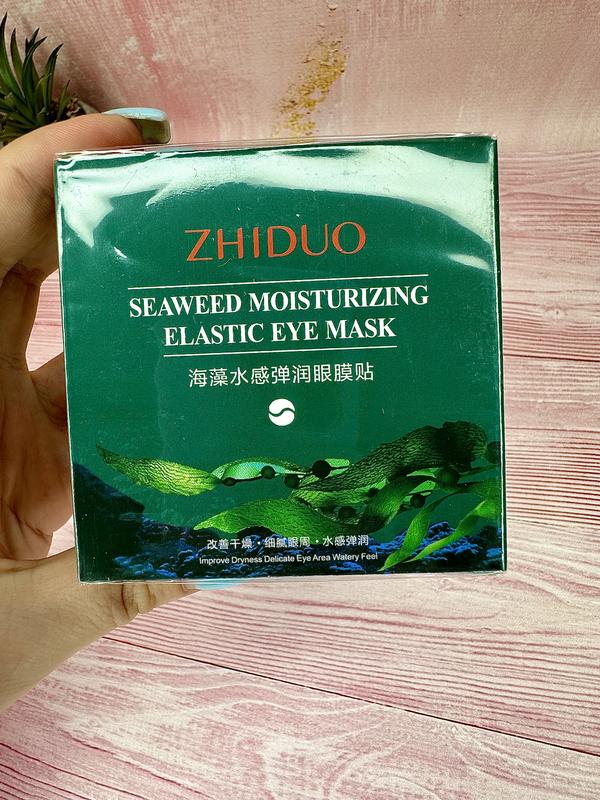 ZHIDUO
SEAWEED MOISTURIZING
ELASTIC EYE MASK
海藻水感弹润眼膜贴
改善干燥·细腻眼周·水感弹润
Improve Dryness Delicate Eye Area Watery Feel